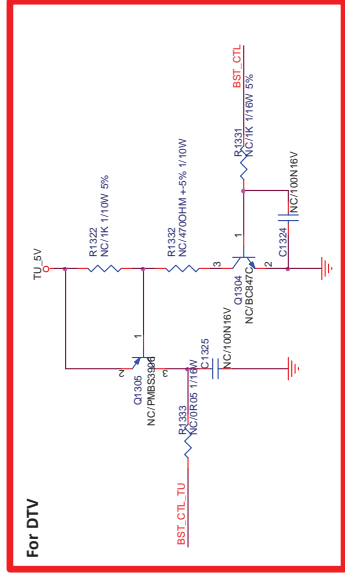 For DTV
TU_5V
R1322
NC/1K 1/10W 5%
R1332
NC/470OHM +-5% 1/10W
BST_CTL
R1331
NC/1K 1/16W 5%
1
2
3
Q1305
NC/PMBS3906
3
1
2
Q1304
NC/BC847C
C1324
NC/100N16V
C1325
NC/100N16V
R1333
NC/0R05 1/16W
BST_CTL_TU